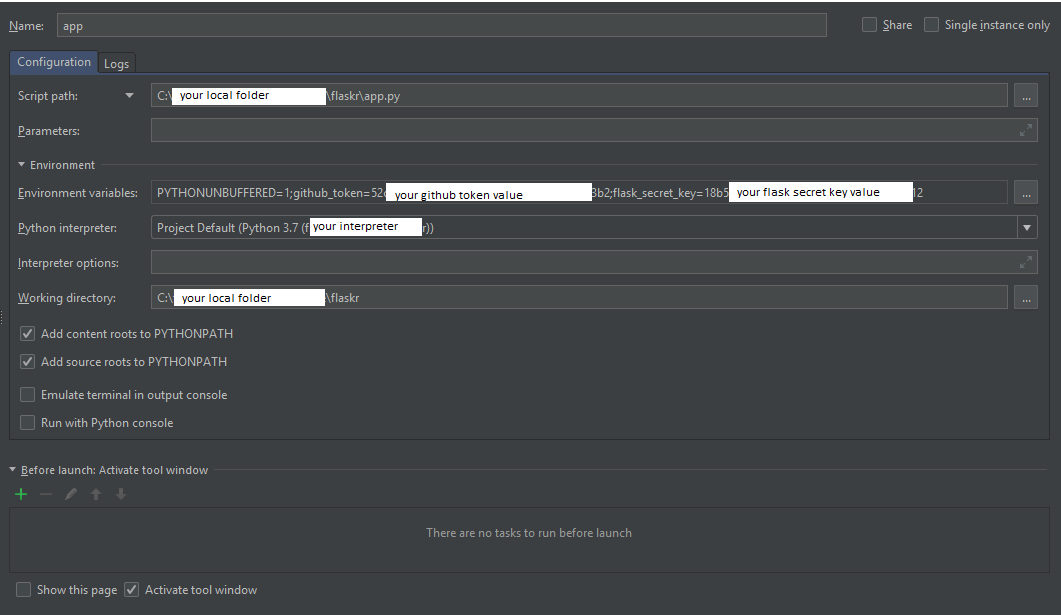 Name: app Share Single instance only
Configuration Logs
Script path: C:\ your local folder \flaskr\app.py ...
Parameters:
Environment
Environment variables: PYTHONUNBUFFERED=1;github_token=52 your github token value 3b2;flask_secret_key=18b5 your flask secret key value 12 ...
Python interpreter: Project Default (Python 3.7 (f your interpreter r))
Interpreter options:
Working directory: C:\ your local folder \flaskr ...
Add content roots to PYTHONPATH
Add source roots to PYTHONPATH
Emulate terminal in output console
Run with Python console
Before launch: Activate tool window
There are no tasks to run before launch
Show this page Activate tool window